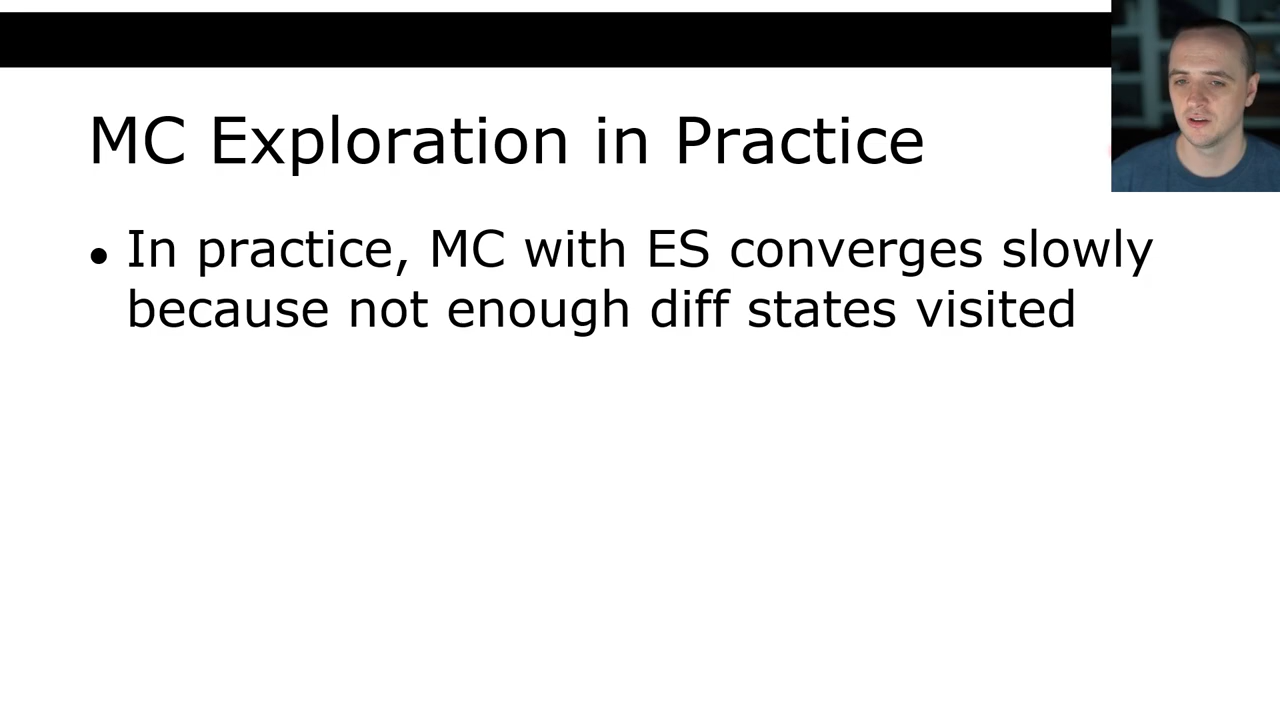 MC Exploration in Practice
• In practice, MC with ES converges slowly
because not enough diff states visited